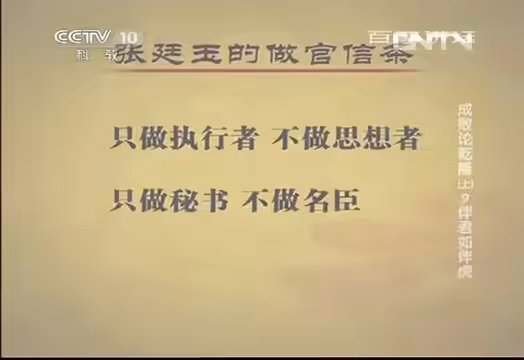 CCTV 10
科教
百家讲坛
CNTV
张廷玉的做官信条
只做执行者 不做思想者
只做秘书 不做名臣
成败论乾隆(上)9伴君如伴虎